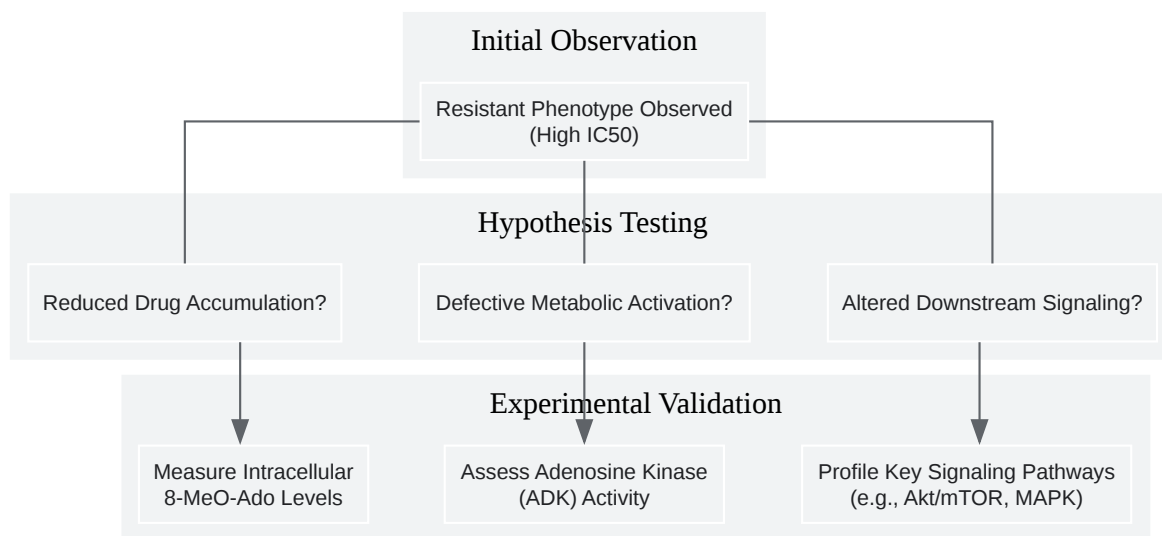 Initial Observation
Resistant Phenotype Observed
(High IC50)
Hypothesis Testing
Reduced Drug Accumulation?
Defective Metabolic Activation?
Altered Downstream Signaling?
Experimental Validation
Measure Intracellular
8-MeO-Ado Levels
Assess Adenosine Kinase
(ADK) Activity
Profile Key Signaling Pathways
(e.g., Akt/mTOR, MAPK)